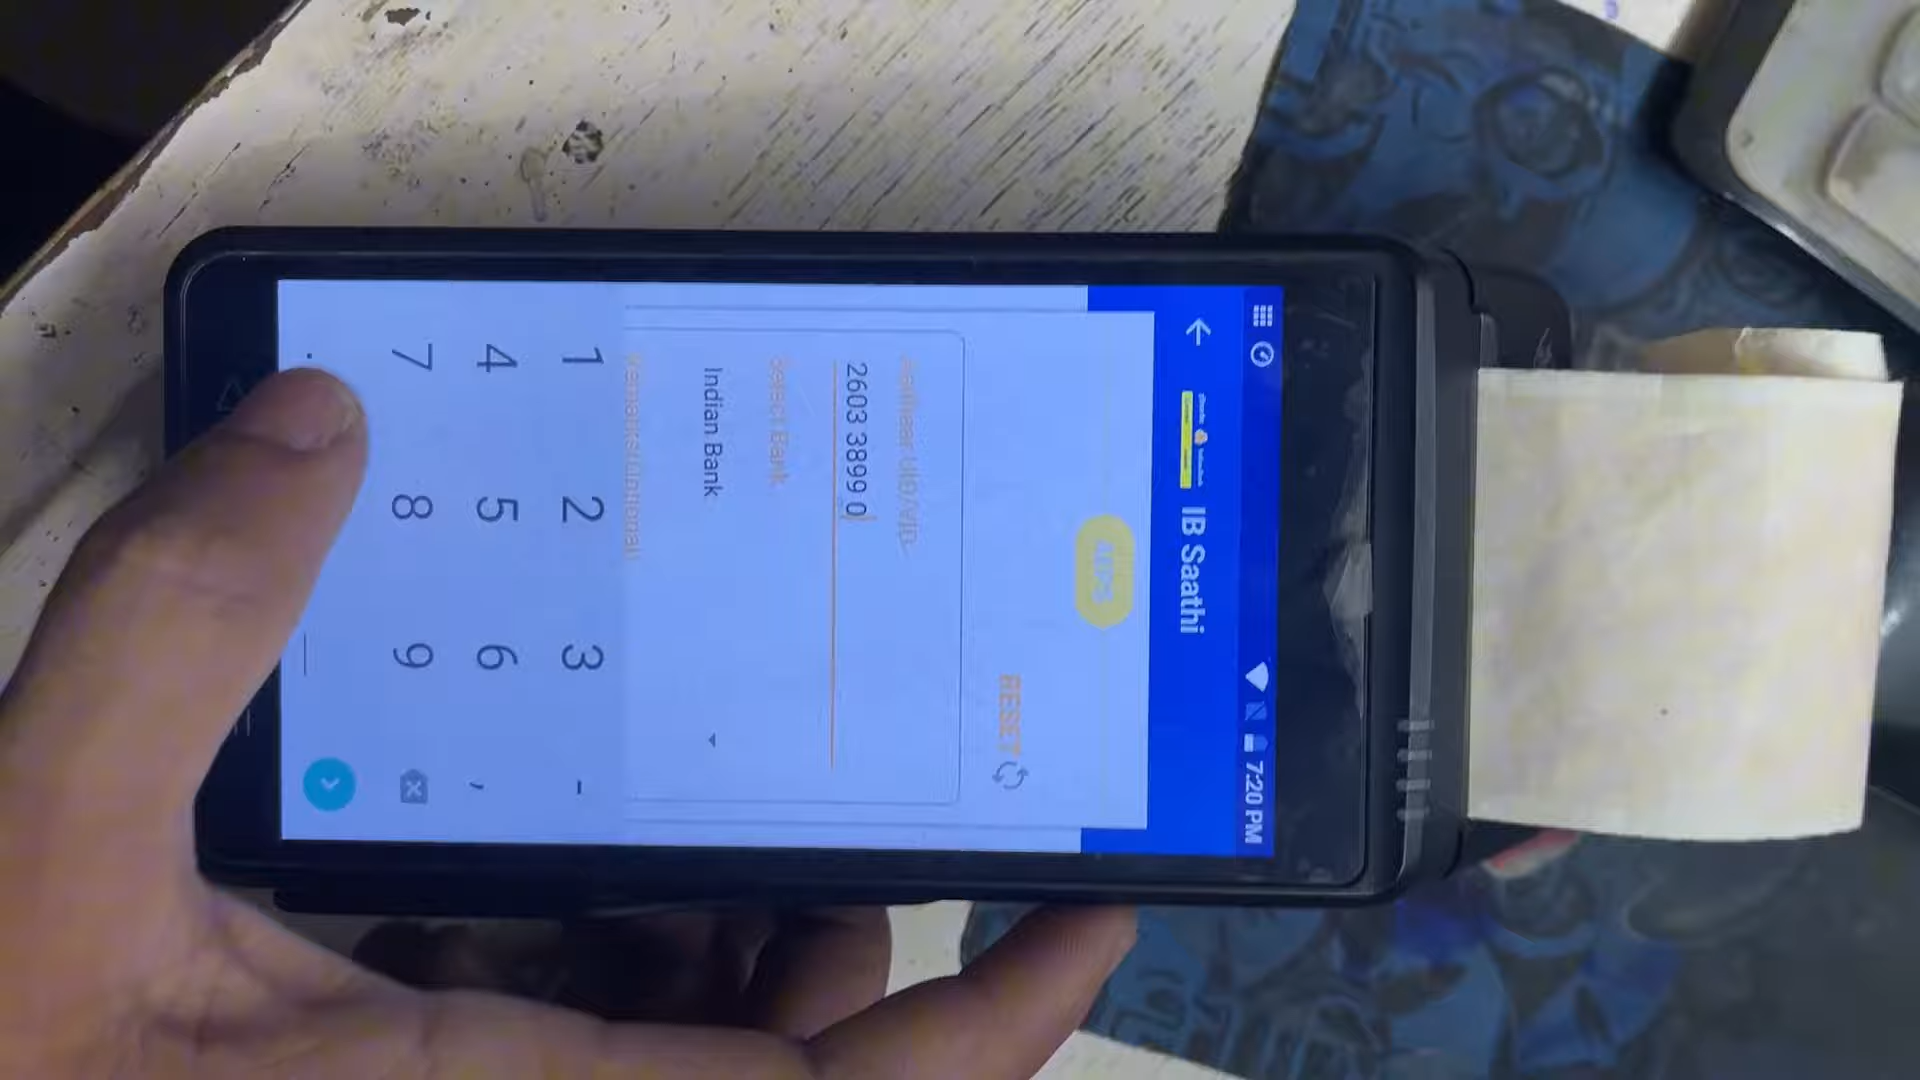 7:20 PM
IB Saathi
AEPS
RESET
Aadhaar UID/VID
2603 3899 0
Select Bank
Indian Bank
Remarks(Optional)
1 2 3 -
4 5 6 ,
7 8 9
.